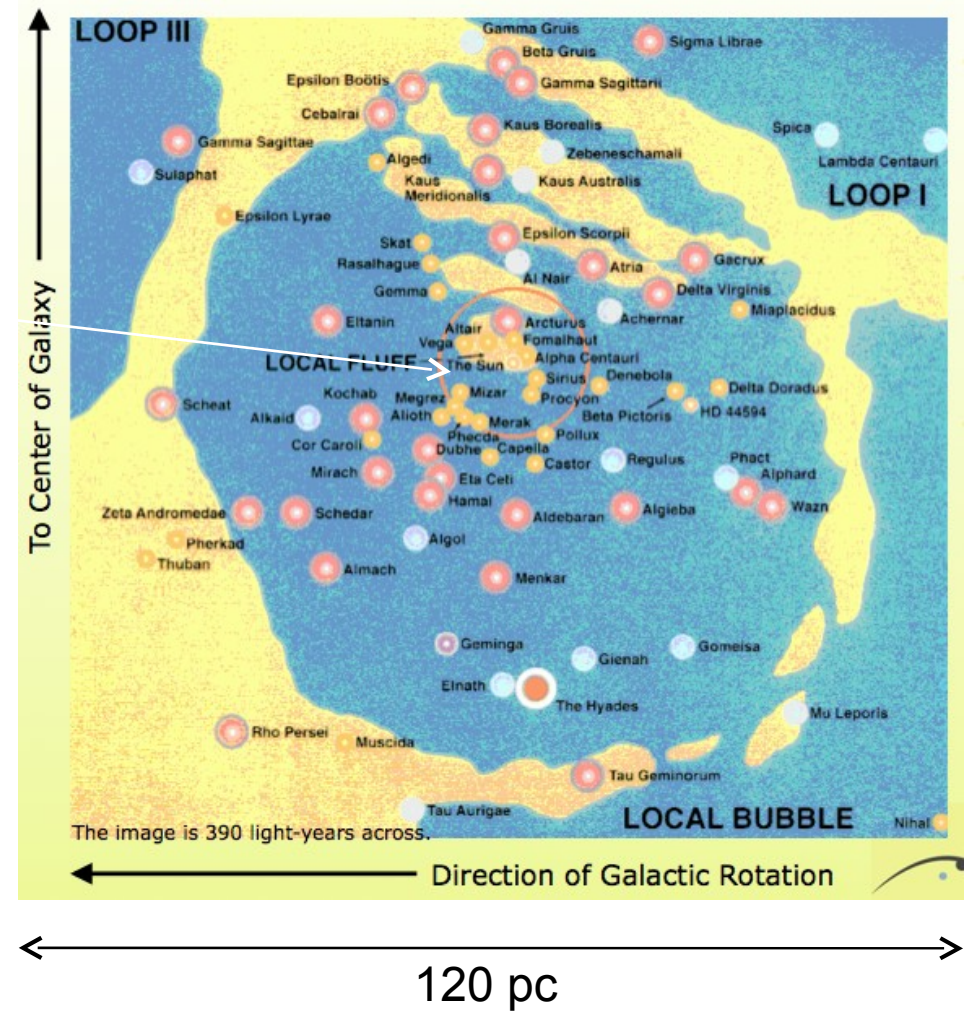 LOOP III
Gamma Gruis
Sigma Librae
Beta Gruis
Epsilon Boötis
Gamma Sagittarii
Cebalrai
Kaus Borealis
Spica
Gamma Sagittae
Zebeneschamali
Lambda Centauri
Algedi
Sulaphat
Kaus
Meridionalis
Kaus Australis
LOOP I
Epsilon Lyrae
Epsilon Scorpii
Skat
Rasalhague
Al Nair
Atria
Gacrux
Gemma
Delta Virginis
Miaplacidus
Eltanin
Altair
Arcturus
Achernar
Vega
Fomalhaut
LOCAL FLUFF
The Sun
Alpha Centauri
Sirius
Denebola
Scheat
Kochab
Megrez
Mizar
Procyon
Delta Doradus
Alkaid
Alioth
Merak
Beta Pictoris
HD 44594
Cor Caroli
Phecda
Pollux
Dubhe
Capella
Castor
Regulus
Phact
Mirach
Eta Ceti
Alphard
Zeta Andromedae
Schedar
Hamal
Aldebaran
Algieba
Wazn
Pherkad
Algol
Thuban
Almach
Menkar
Geminga
Gienah
Gomeisa
Elnath
The Hyades
Mu Leporis
Rho Persei
Muscida
Tau Geminorum
Tau Aurigae
LOCAL BUBBLE
Nihal
The image is 390 light-years across.
To Center of Galaxy
Direction of Galactic Rotation
120 pc